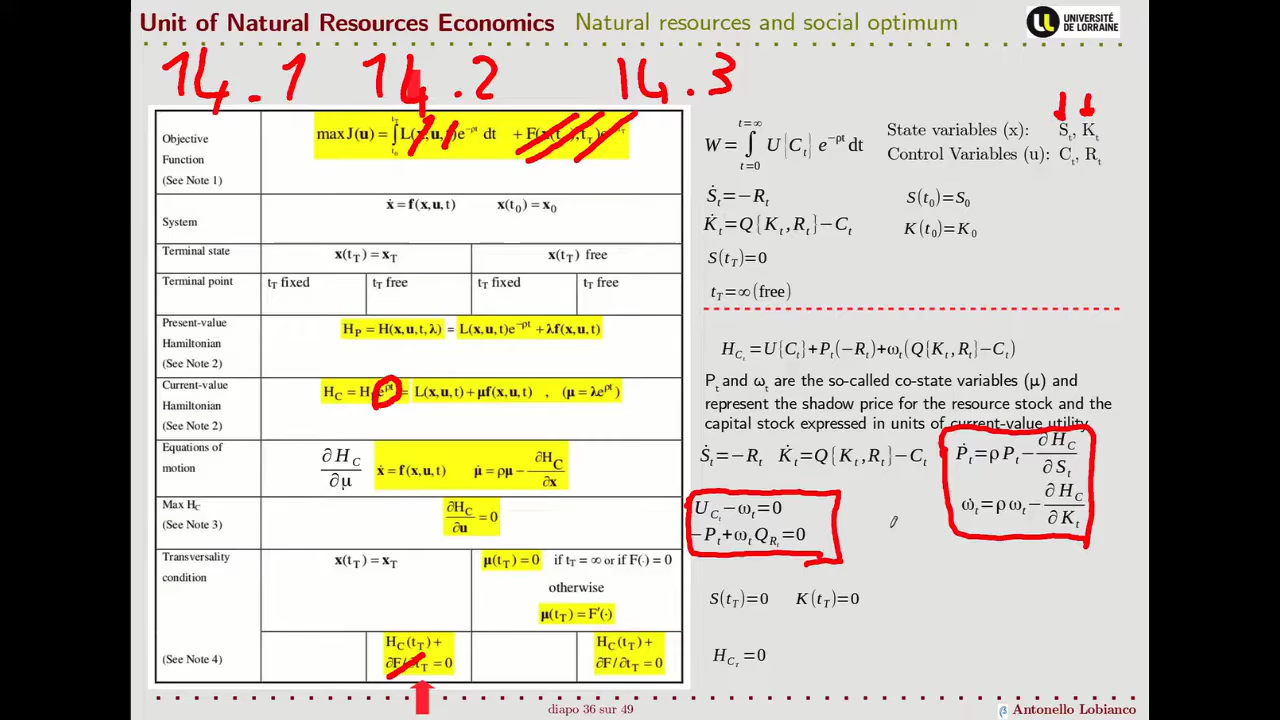 Unit of Natural Resources Economics Natural resources and social optimum
UNIVERSITÉ
DE LORRAINE
14.1 14.2 14.3
Objective
Function
(See Note 1)
max J(u) = ∫ L(x,u,t)e^{-ρt} dt + F(x(t_T),t_T)e^{-ρt_T}
t_T
t_0
System
ẋ = f(x,u,t) x(t_0) = x_0
Terminal state x(t_T) = x_T x(t_T) free
Terminal point t_T fixed t_T free t_T fixed t_T free
Present-value
Hamiltonian
(See Note 2)
H_P = H(x,u,t,λ) = L(x,u,t)e^{-ρt} + λf(x,u,t)
Current-value
Hamiltonian
(See Note 2)
H_C = H e^{ρt} = L(x,u,t) + μf(x,u,t) , (μ = λe^{ρt})
Equations of
motion
∂H_C/∂μ ẋ = f(x,u,t) μ̇ = ρμ − ∂H_C/∂x
Max H_C
(See Note 3)
∂H_C/∂u = 0
Transversality
condition
x(t_T) = x_T
μ(t_T) = 0 if t_T = ∞ or if F(·) = 0
otherwise
μ(t_T) = F′(·)
(See Note 4)
H_C(t_T) +
∂F/∂t_T = 0
H_C(t_T) +
∂F/∂t_T = 0
W = ∫_{t=0}^{t=∞} U{C_t} e^{-ρt} dt
State variables (x): S_t, K_t
Control Variables (u): C_t, R_t
Ṡ_t = −R_t S(t_0) = S_0
K̇_t = Q{K_t, R_t} − C_t K(t_0) = K_0
S(t_T) = 0
t_T = ∞ (free)
H_{C_t} = U{C_t} + P_t(−R_t) + ω_t(Q{K_t, R_t} − C_t)
P_t and ω_t are the so-called co-state variables (μ) and
represent the shadow price for the resource stock and the
capital stock expressed in units of current-value utility
Ṡ_t = −R_t K̇_t = Q{K_t, R_t} − C_t Ṗ_t = ρP_t − ∂H_C/∂S_t
ω̇_t = ρω_t − ∂H_C/∂K_t
U_{C_t} − ω_t = 0
−P_t + ω_t Q_{R_t} = 0
S(t_T) = 0 K(t_T) = 0
H_{C_t} = 0
diapo 36 sur 49
β Antonello Lobianco